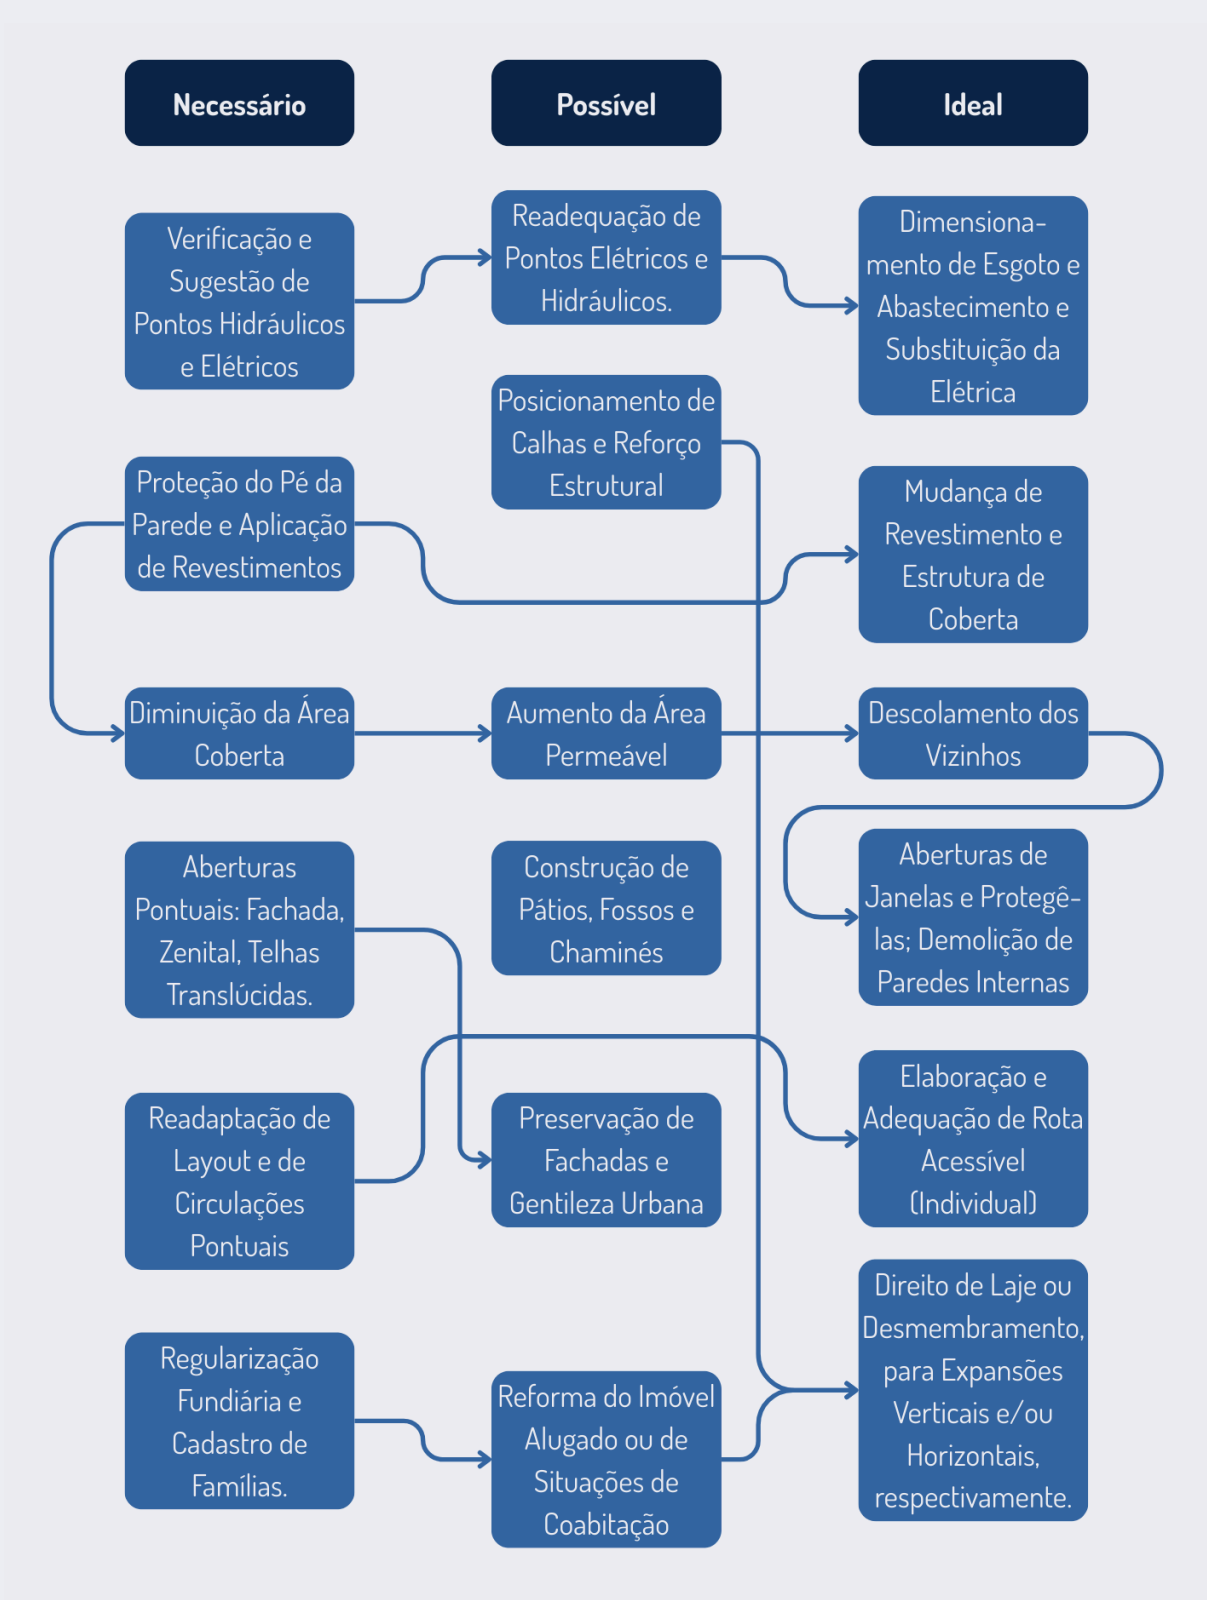 Necessário
Possível
Ideal
Verificação e
Sugestão de
Pontos Hidráulicos
e Elétricos
Readequação de
Pontos Elétricos e
Hidráulicos.
Dimensiona-
mento de Esgoto e
Abastecimento e
Substituição da
Elétrica
Posicionamento de
Calhas e Reforço
Estrutural
Proteção do Pé da
Parede e Aplicação
de Revestimentos
Mudança de
Revestimento e
Estrutura de
Coberta
Diminuição da Área
Coberta
Aumento da Área
Permeável
Descolamento dos
Vizinhos
Aberturas
Pontuais: Fachada,
Zenital, Telhas
Translúcidas.
Construção de
Pátios, Fossos e
Chaminés
Aberturas de
Janelas e Protegê-
las; Demolição de
Paredes Internas
Readaptação de
Layout e de
Circulações
Pontuais
Preservação de
Fachadas e
Gentileza Urbana
Elaboração e
Adequação de Rota
Acessível
(Individual)
Regularização
Fundiária e
Cadastro de
Famílias.
Reforma do Imóvel
Alugado ou de
Situações de
Coabitação
Direito de Laje ou
Desmembramento,
para Expansões
Verticais e/ou
Horizontais,
respectivamente.